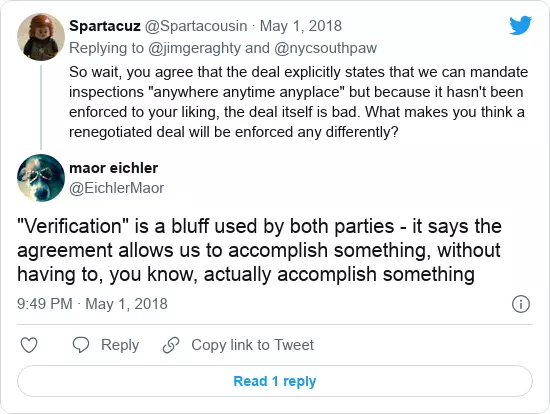 Spartacuz @Spartacousin · May 1, 2018
Replying to @jimgeraghty and @nycsouthpaw
So wait, you agree that the deal explicitly states that we can mandate
inspections "anywhere anytime anyplace" but because it hasn't been
enforced to your liking, the deal itself is bad. What makes you think a
renegotiated deal will be enforced any differently?
maor eichler
@EichlerMaor
"Verification" is a bluff used by both parties - it says the
agreement allows us to accomplish something, without
having to, you know, actually accomplish something
9:49 PM · May 1, 2018
Reply
Copy link to Tweet
Read 1 reply